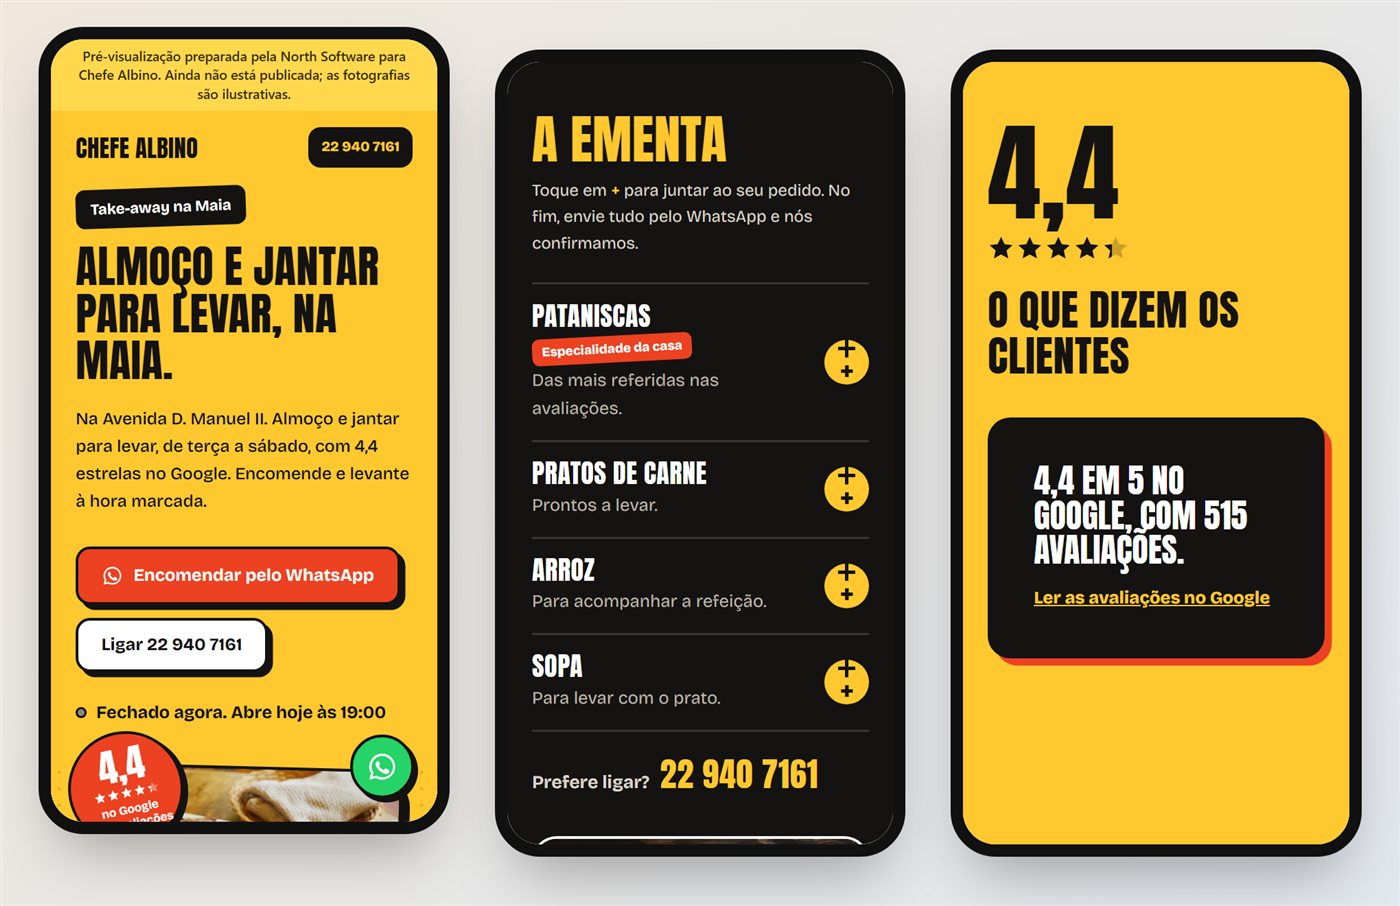 Pré-visualização preparada pela North Software para
Chefe Albino. Ainda não está publicada; as fotografias
são ilustrativas.
CHEFE ALBINO
22 940 7161
Take-away na Maia
ALMOÇO E JANTAR
PARA LEVAR, NA
MAIA.
Na Avenida D. Manuel II. Almoço e jantar
para levar, de terça a sábado, com 4,4
estrelas no Google. Encomende e levante
à hora marcada.
Encomendar pelo WhatsApp
Ligar 22 940 7161
Fechado agora. Abre hoje às 19:00
4,4
no Google
A EMENTA
Toque em + para juntar ao seu pedido. No
fim, envie tudo pelo WhatsApp e nós
confirmamos.
PATANISCAS
Especialidade da casa
Das mais referidas nas
avaliações.
+
+
PRATOS DE CARNE
Prontos a levar.
+
+
ARROZ
Para acompanhar a refeição.
+
+
SOPA
Para levar com o prato.
+
+
Prefere ligar? 22 940 7161
4,4
O QUE DIZEM OS
CLIENTES
4,4 EM 5 NO
GOOGLE, COM 515
AVALIAÇÕES.
Ler as avaliações no Google